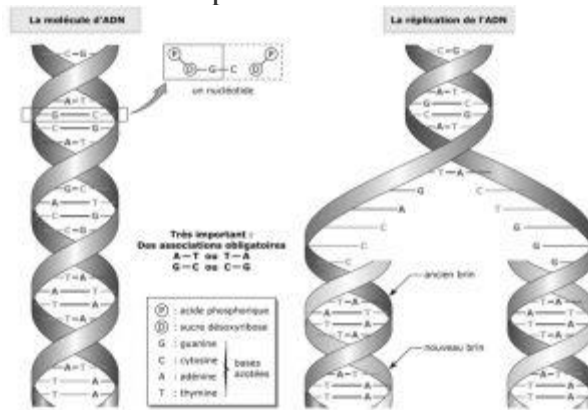 La molécule d'ADN
La réplication de l'ADN
C-G
P P
D-G-C D
un nucléotide
A-T
G-C
C-G
A-T
G-C
A-T
C-G
C-G
T-A
A-T
T-A
T-A
A-T
T-A
T-A
Très important :
Des associations obligatoires
A-T ou T-A
G-C ou C-G
P : acide phosphorique
D : sucre désoxyribose
G : guanine
C : cytosine
A : adénine
T : thymine
bases
azotées
C-G
A-T
G-C
C-G
A-T
T-A
G C
A T
C G
C G
ancien brin
nouveau brin
T-A
A-T
T-A
T-A
A-T
T-A
T-A
A-T
T-A
T-A
A-T
T-A